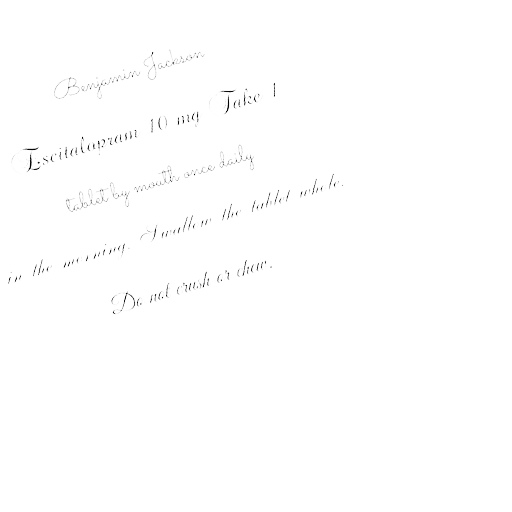 Benjamin Jackson
Escitalopram 10 mg Take 1
tablet by mouth once daily
in the morning. Swallow the tablet whole.
Do not crush or chew.